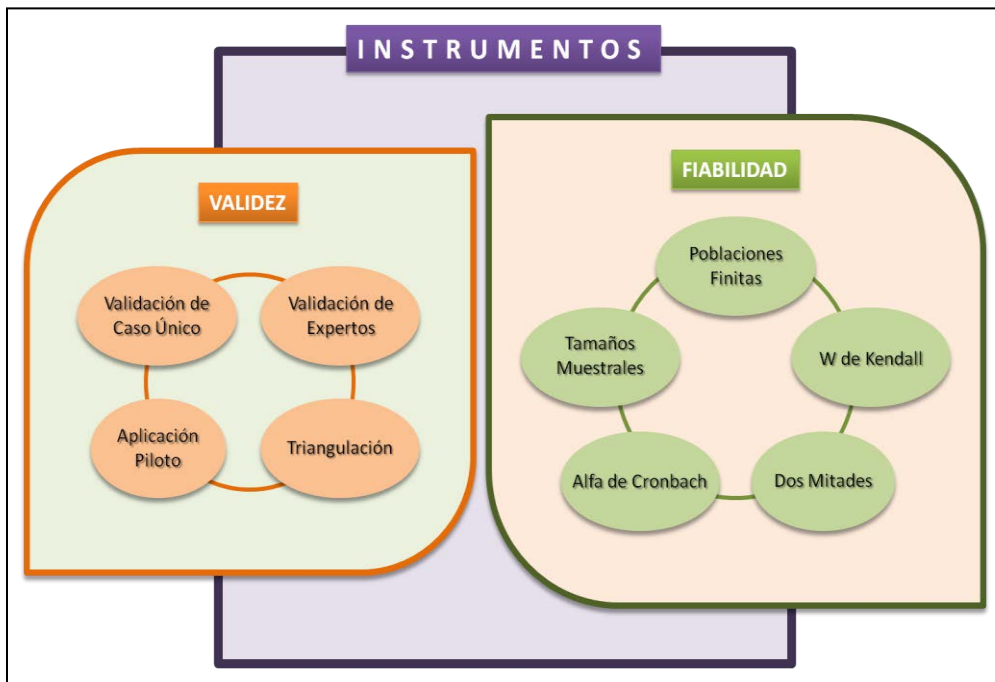 INSTRUMENTOS
VALIDEZ
Validación de
Caso Único
Validación de
Expertos
Aplicación
Piloto
Triangulación
FIABILIDAD
Poblaciones
Finitas
Tamaños
Muestrales
W de Kendall
Alfa de Cronbach
Dos Mitades